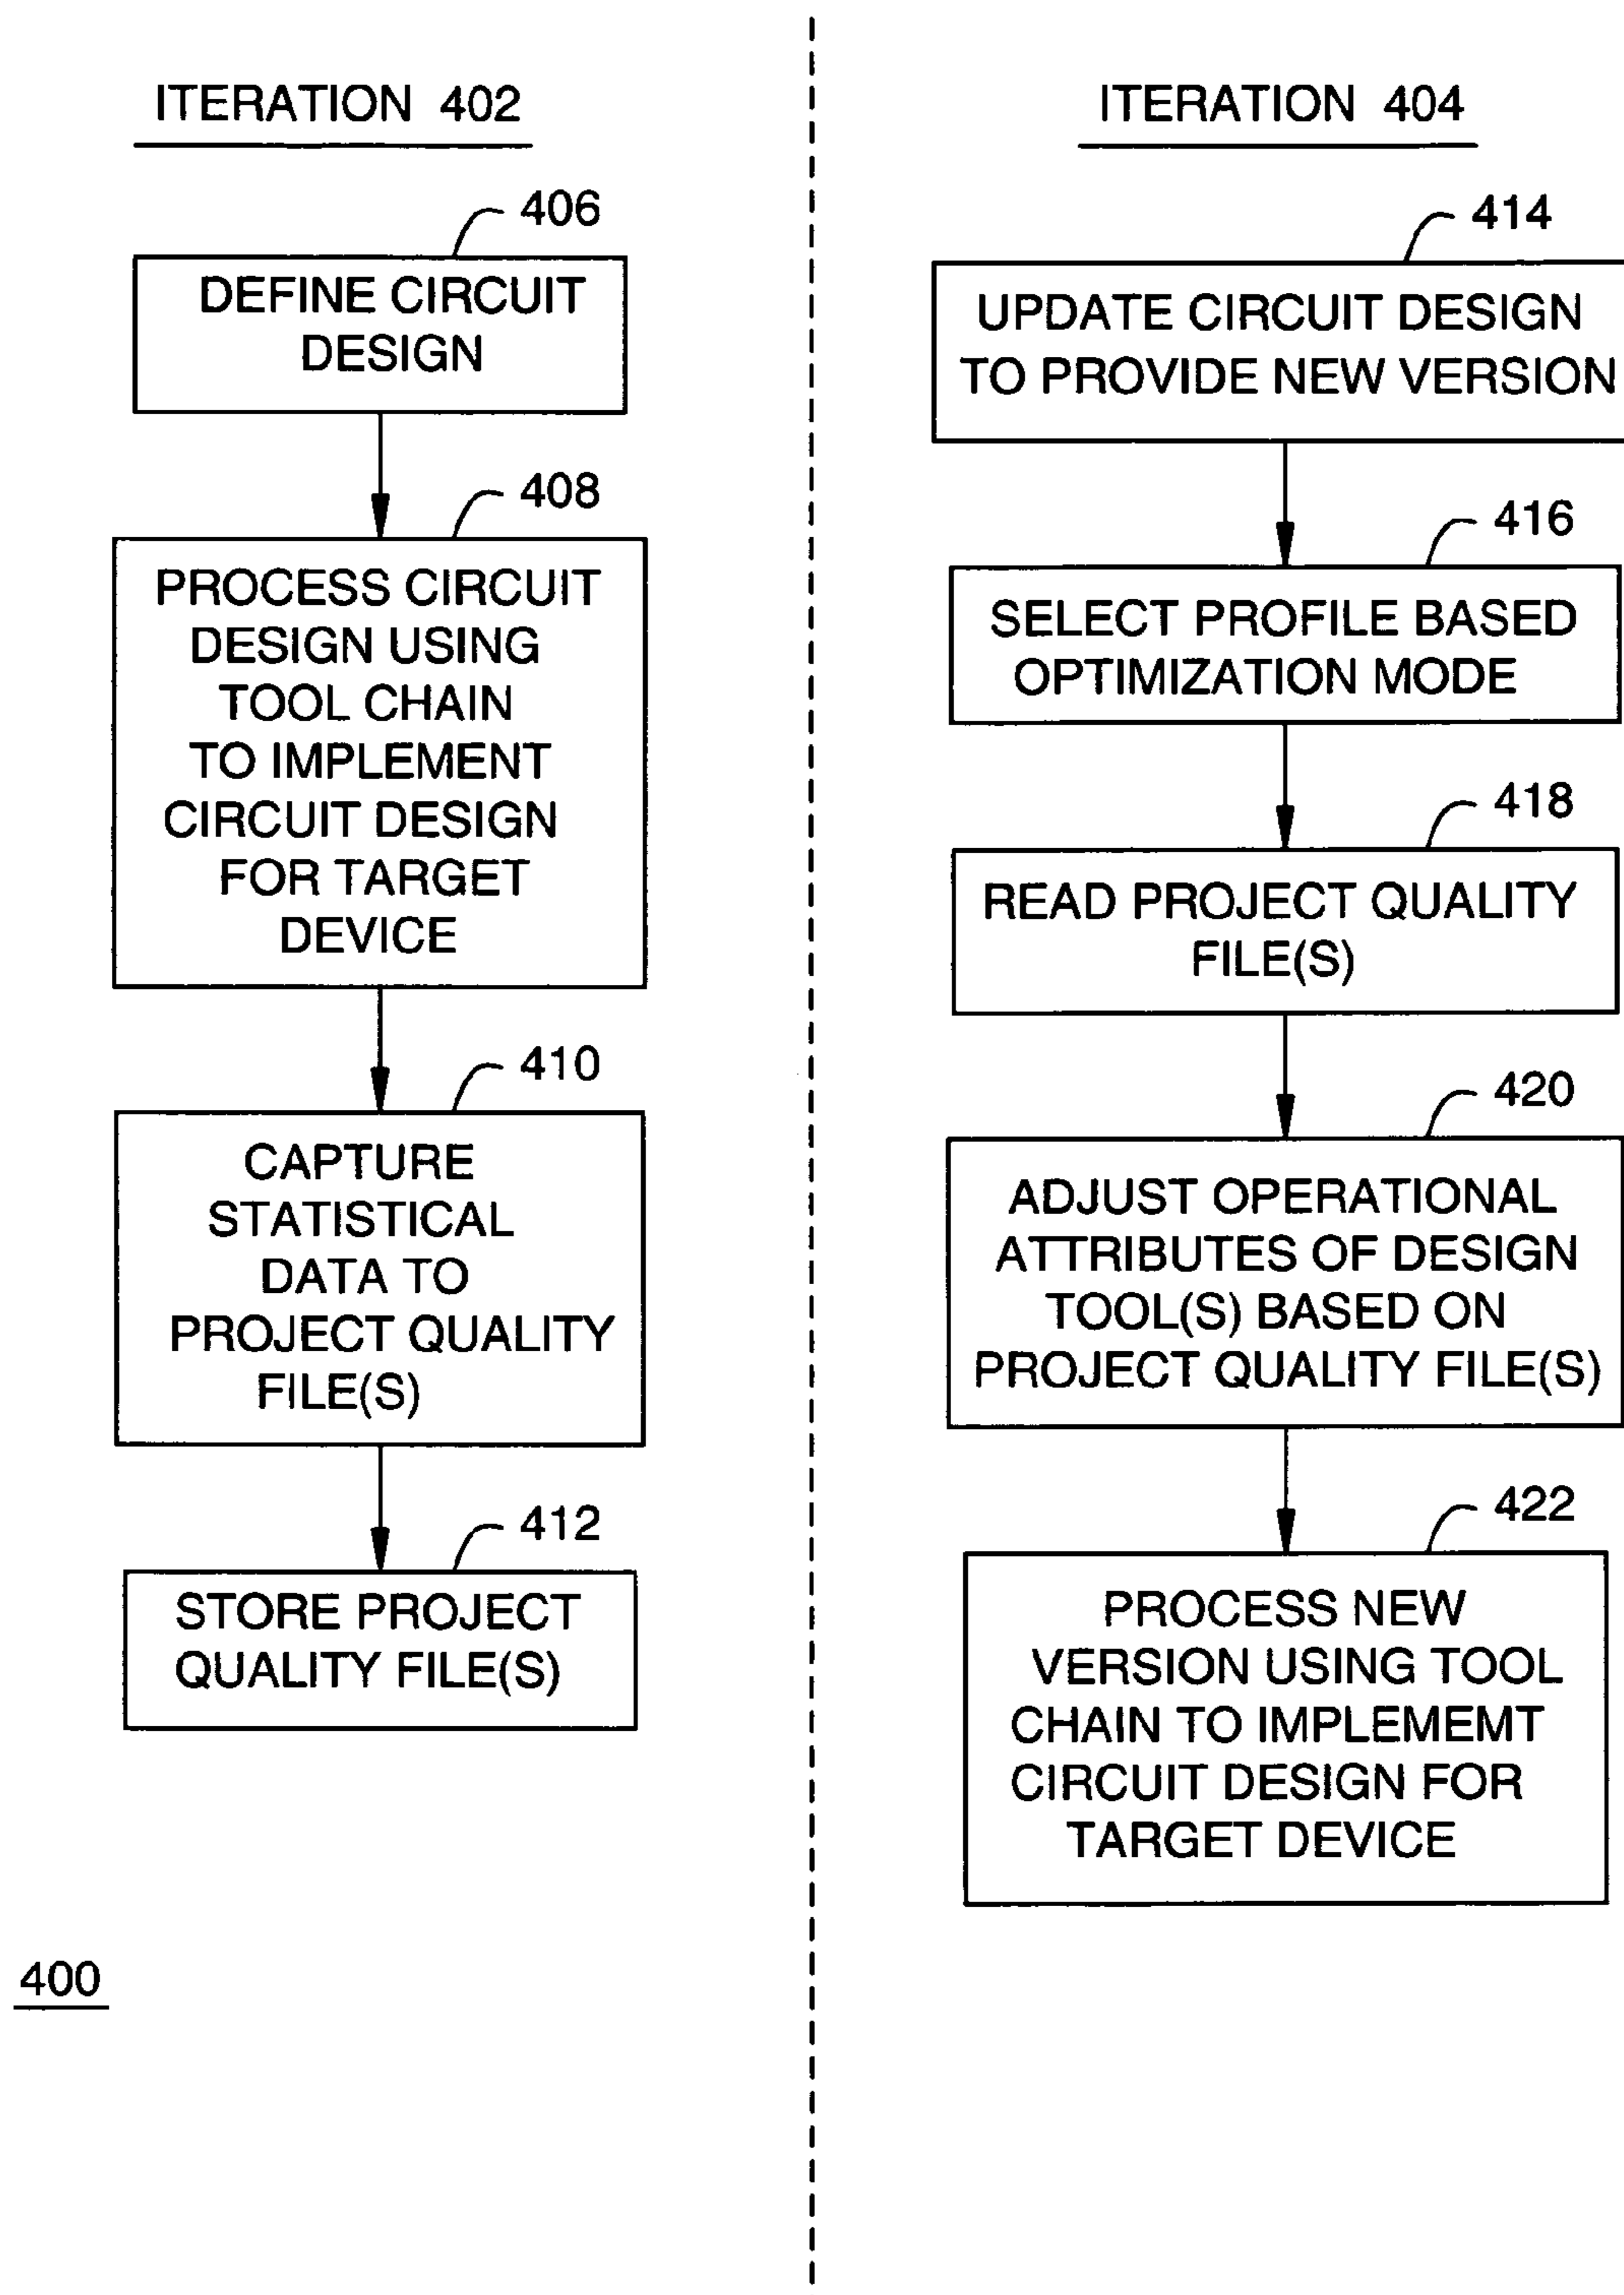 ITERATION 402
406
DEFINE CIRCUIT
DESIGN
408
PROCESS CIRCUIT
DESIGN USING
TOOL CHAIN
TO IMPLEMENT
CIRCUIT DESIGN
FOR TARGET
DEVICE
410
CAPTURE
STATISTICAL
DATA TO
PROJECT QUALITY
FILE(S)
412
STORE PROJECT
QUALITY FILE(S)
400
ITERATION 404
414
UPDATE CIRCUIT DESIGN
TO PROVIDE NEW VERSION
416
SELECT PROFILE BASED
OPTIMIZATION MODE
418
READ PROJECT QUALITY
FILE(S)
420
ADJUST OPERATIONAL
ATTRIBUTES OF DESIGN
TOOL(S) BASED ON
PROJECT QUALITY FILE(S)
422
PROCESS NEW
VERSION USING TOOL
CHAIN TO IMPLEMEMT
CIRCUIT DESIGN FOR
TARGET DEVICE